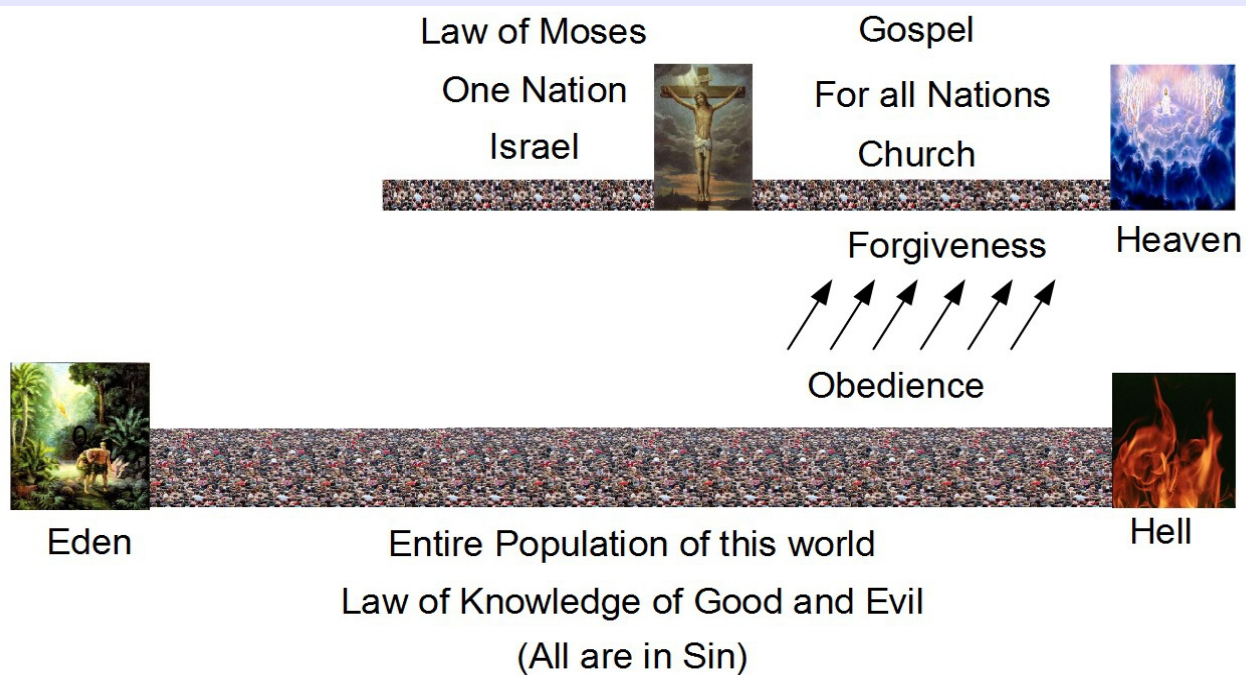 Law of Moses
Gospel
One Nation
For all Nations
Israel
Church
Forgiveness
Heaven
Obedience
Eden
Hell
Entire Population of this world
Law of Knowledge of Good and Evil
(All are in Sin)